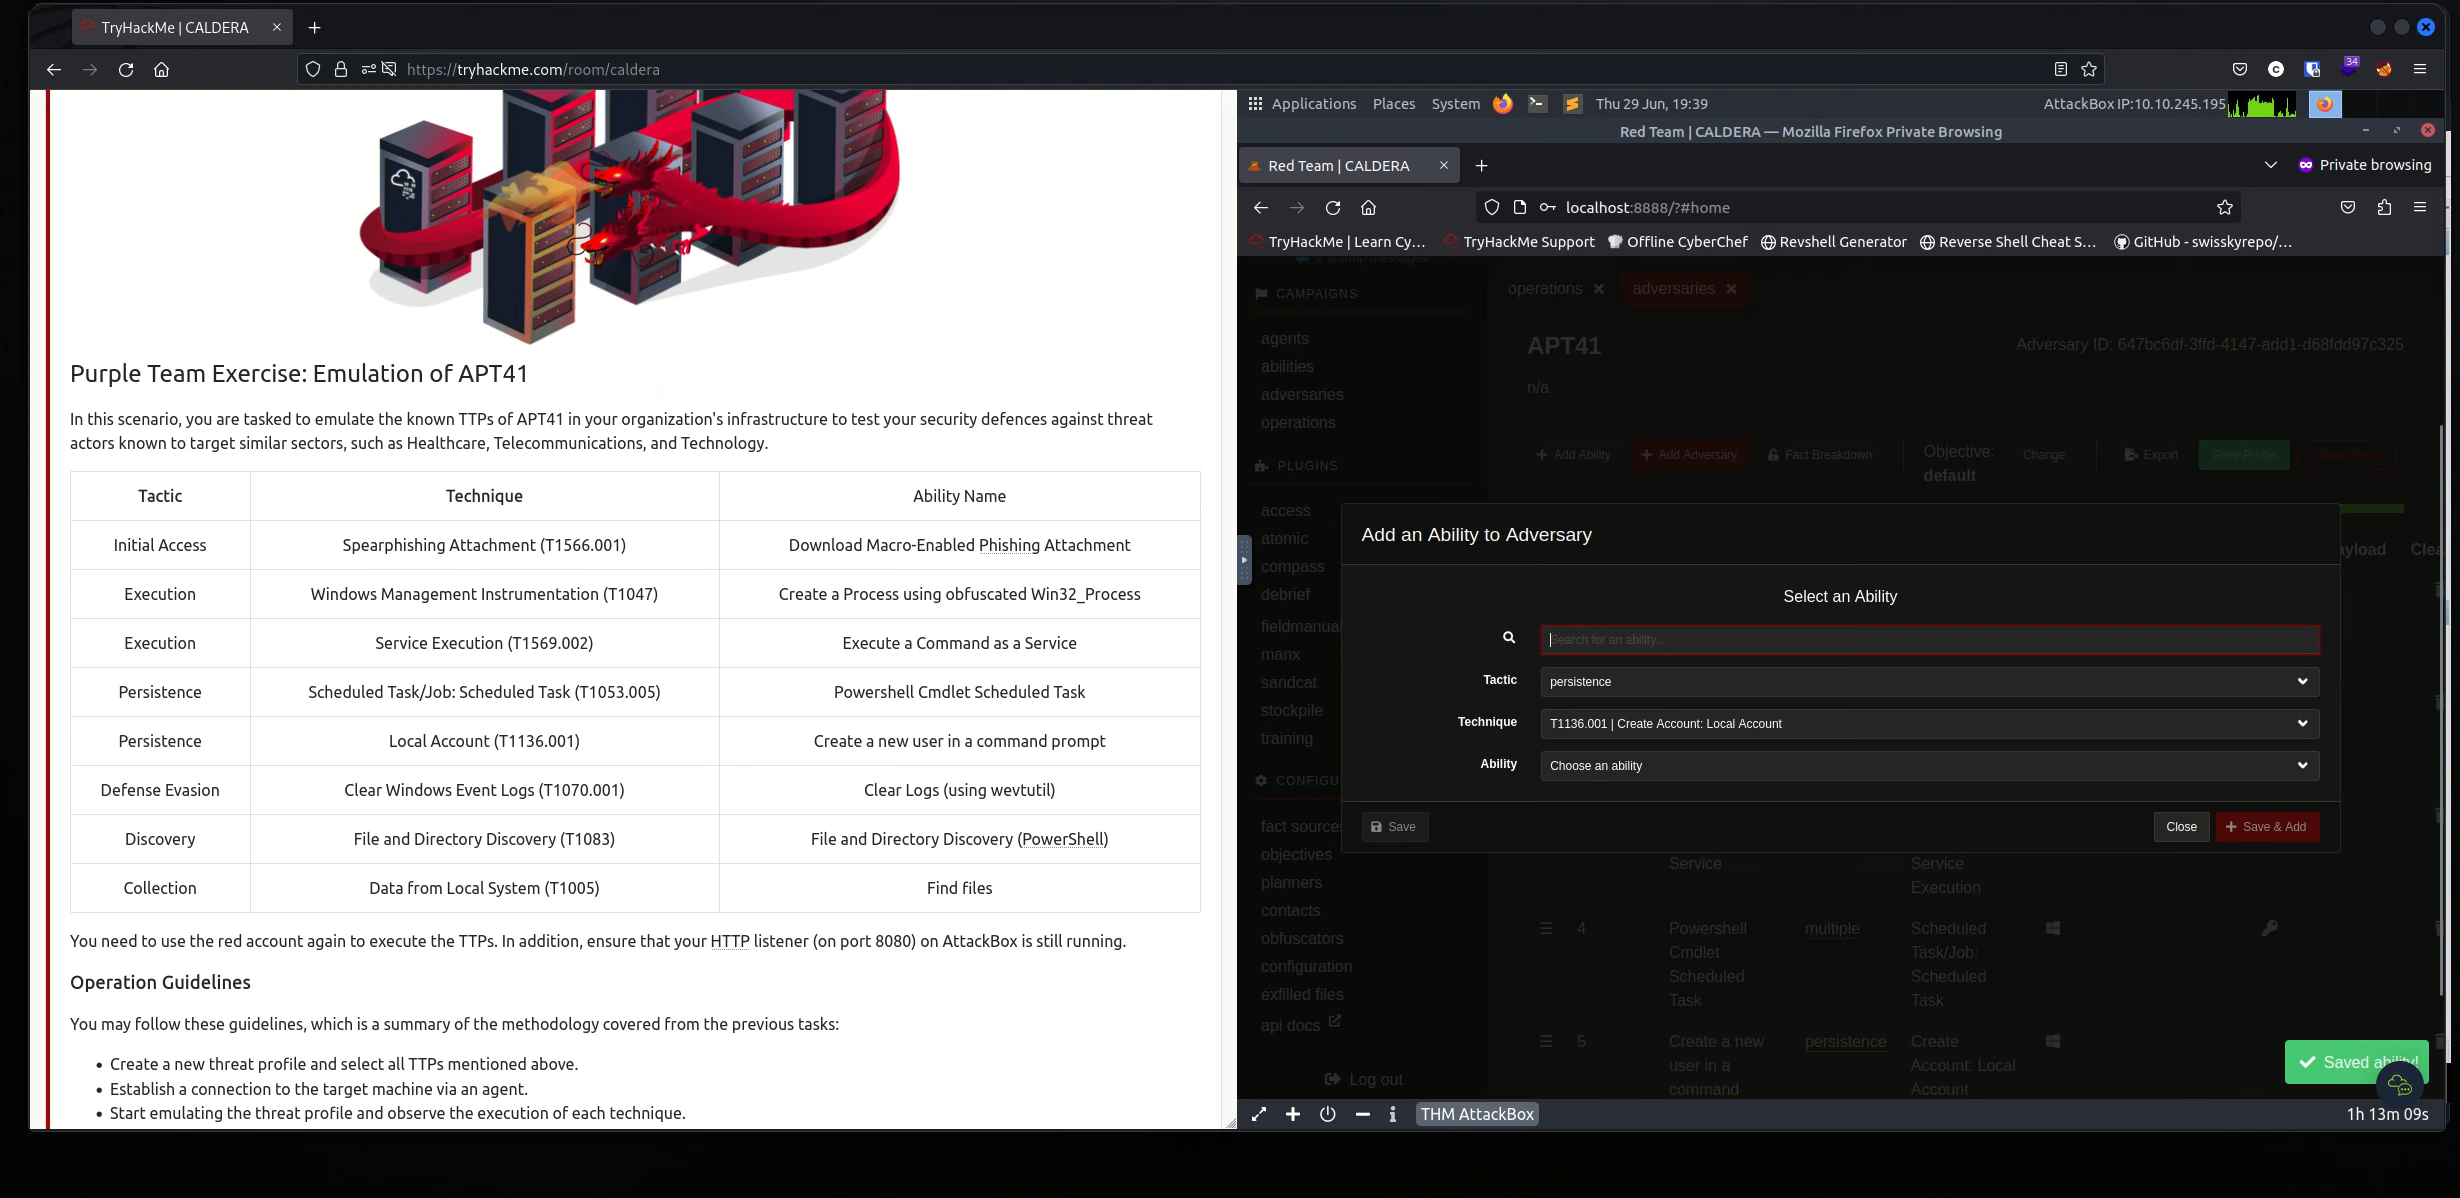 TryHackMe | CALDERA
https://tryhackme.com/room/caldera
34
Purple Team Exercise: Emulation of APT41
In this scenario, you are tasked to emulate the known TTPs of APT41 in your organization's infrastructure to test your security defences against threat
actors known to target similar sectors, such as Healthcare, Telecommunications, and Technology.
Tactic Technique Ability Name
Initial Access Spearphishing Attachment (T1566.001) Download Macro-Enabled Phishing Attachment
Execution Windows Management Instrumentation (T1047) Create a Process using obfuscated Win32_Process
Execution Service Execution (T1569.002) Execute a Command as a Service
Persistence Scheduled Task/Job: Scheduled Task (T1053.005) Powershell Cmdlet Scheduled Task
Persistence Local Account (T1136.001) Create a new user in a command prompt
Defense Evasion Clear Windows Event Logs (T1070.001) Clear Logs (using wevtutil)
Discovery File and Directory Discovery (T1083) File and Directory Discovery (PowerShell)
Collection Data from Local System (T1005) Find files
You need to use the red account again to execute the TTPs. In addition, ensure that your HTTP listener (on port 8080) on AttackBox is still running.
Operation Guidelines
You may follow these guidelines, which is a summary of the methodology covered from the previous tasks:
• Create a new threat profile and select all TTPs mentioned above.
• Establish a connection to the target machine via an agent.
• Start emulating the threat profile and observe the execution of each technique.
Applications Places System Thu 29 Jun, 19:39 AttackBox IP:10.10.245.195
Red Team | CALDERA — Mozilla Firefox Private Browsing
Red Team | CALDERA Private browsing
localhost:8888/?#home
TryHackMe | Learn Cy… TryHackMe Support Offline CyberChef Revshell Generator Reverse Shell Cheat S… GitHub - swisskyrepo/…
2 startup messages
CAMPAIGNS
agents
abilities
adversaries
operations
PLUGINS
access
atomic
compass
debrief
fieldmanual
manx
sandcat
stockpile
training
CONFIGU
fact sources
objectives
planners
contacts
obfuscators
configuration
exfilled files
api docs
Log out
operations adversaries
APT41 Adversary ID: 647bc6df-3ffd-4147-add1-d68fdd97c325
n/a
Add Ability Add Adversary Fact Breakdown Objective: default Change Export Save Profile
yload Clea
Add an Ability to Adversary
Select an Ability
Search for an ability...
Tactic persistence
Technique T1136.001 | Create Account: Local Account
Ability Choose an ability
Save Close Save & Add
Service Service
Execution
4 Powershell multiple Scheduled
Cmdlet Task/Job:
Scheduled Scheduled
Task Task
5 Create a new persistence Create
user in a Account: Local
command Account
Saved ability!
THM AttackBox 1h 13m 09s